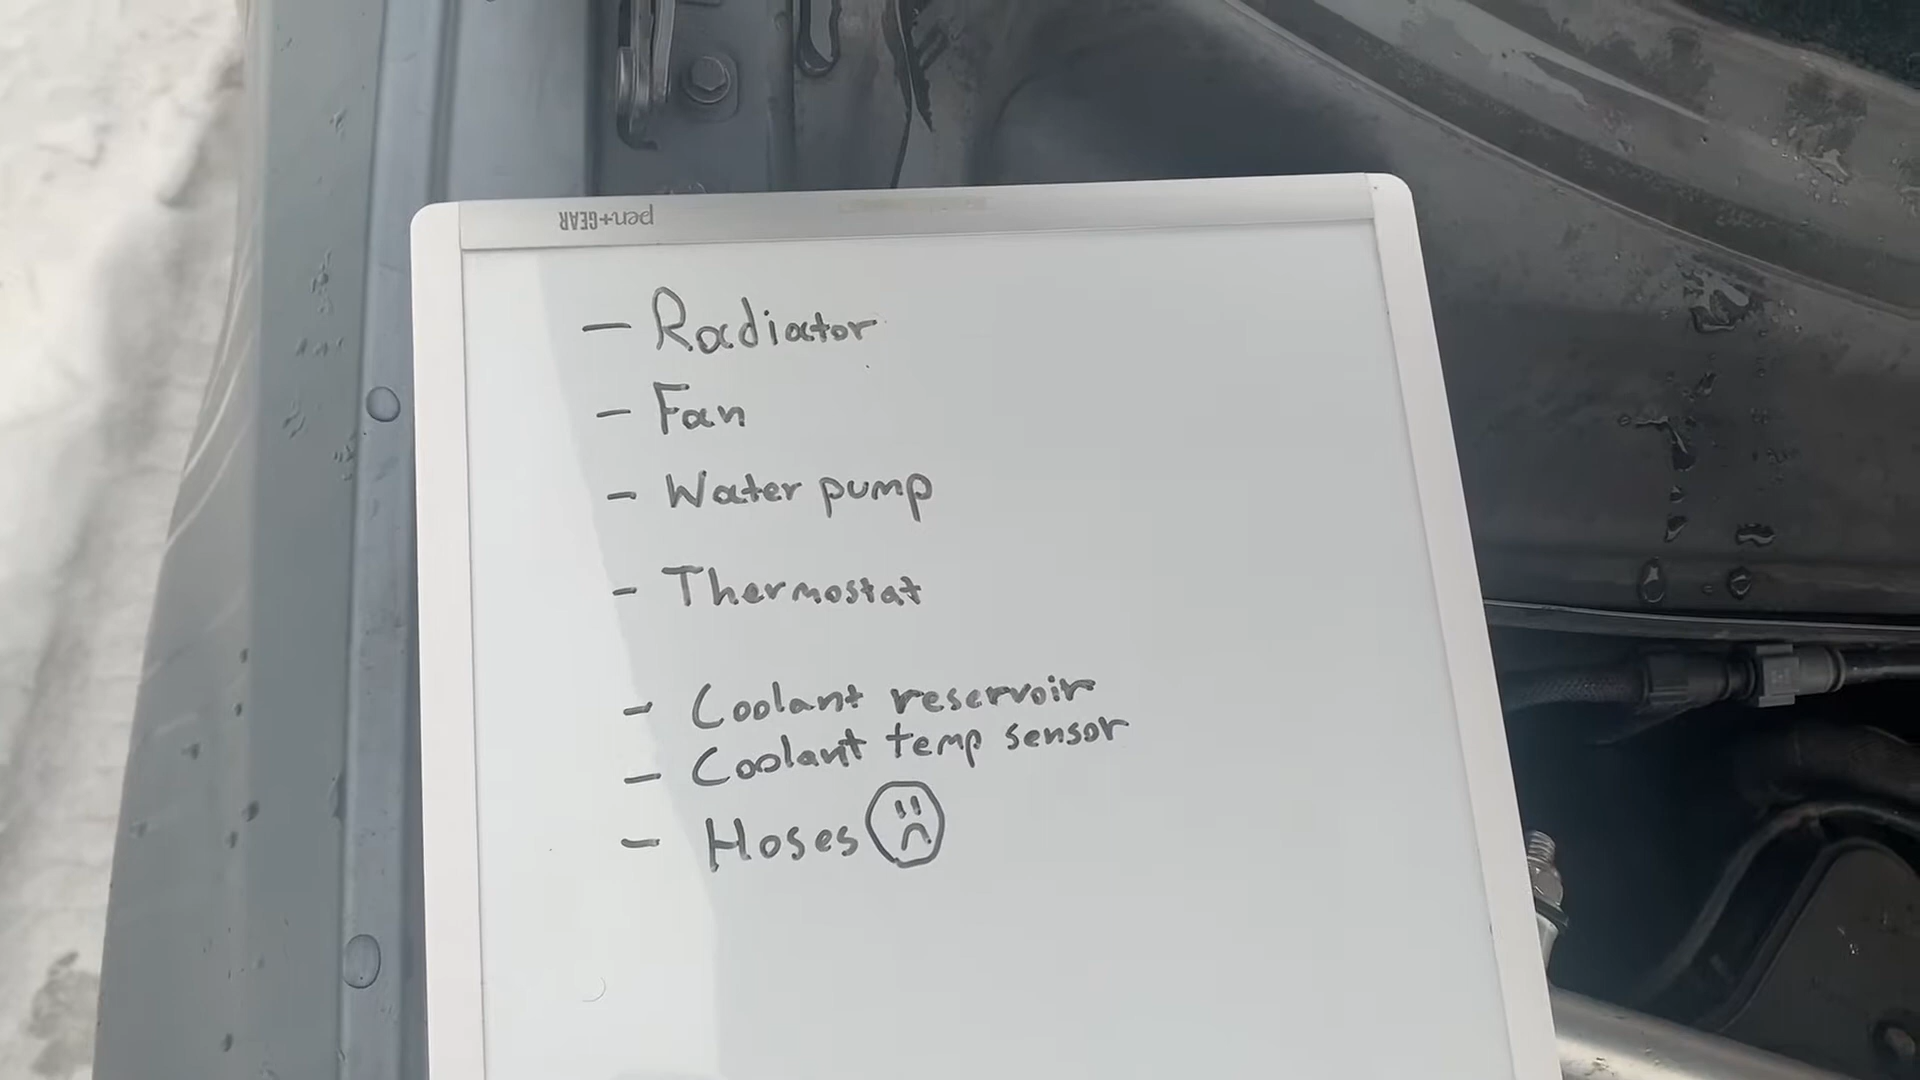 pen+GEAR
- Radiator
- Fan
- Water pump
- Thermostat
- Coolant reservoir
- Coolant temp sensor
- Hoses